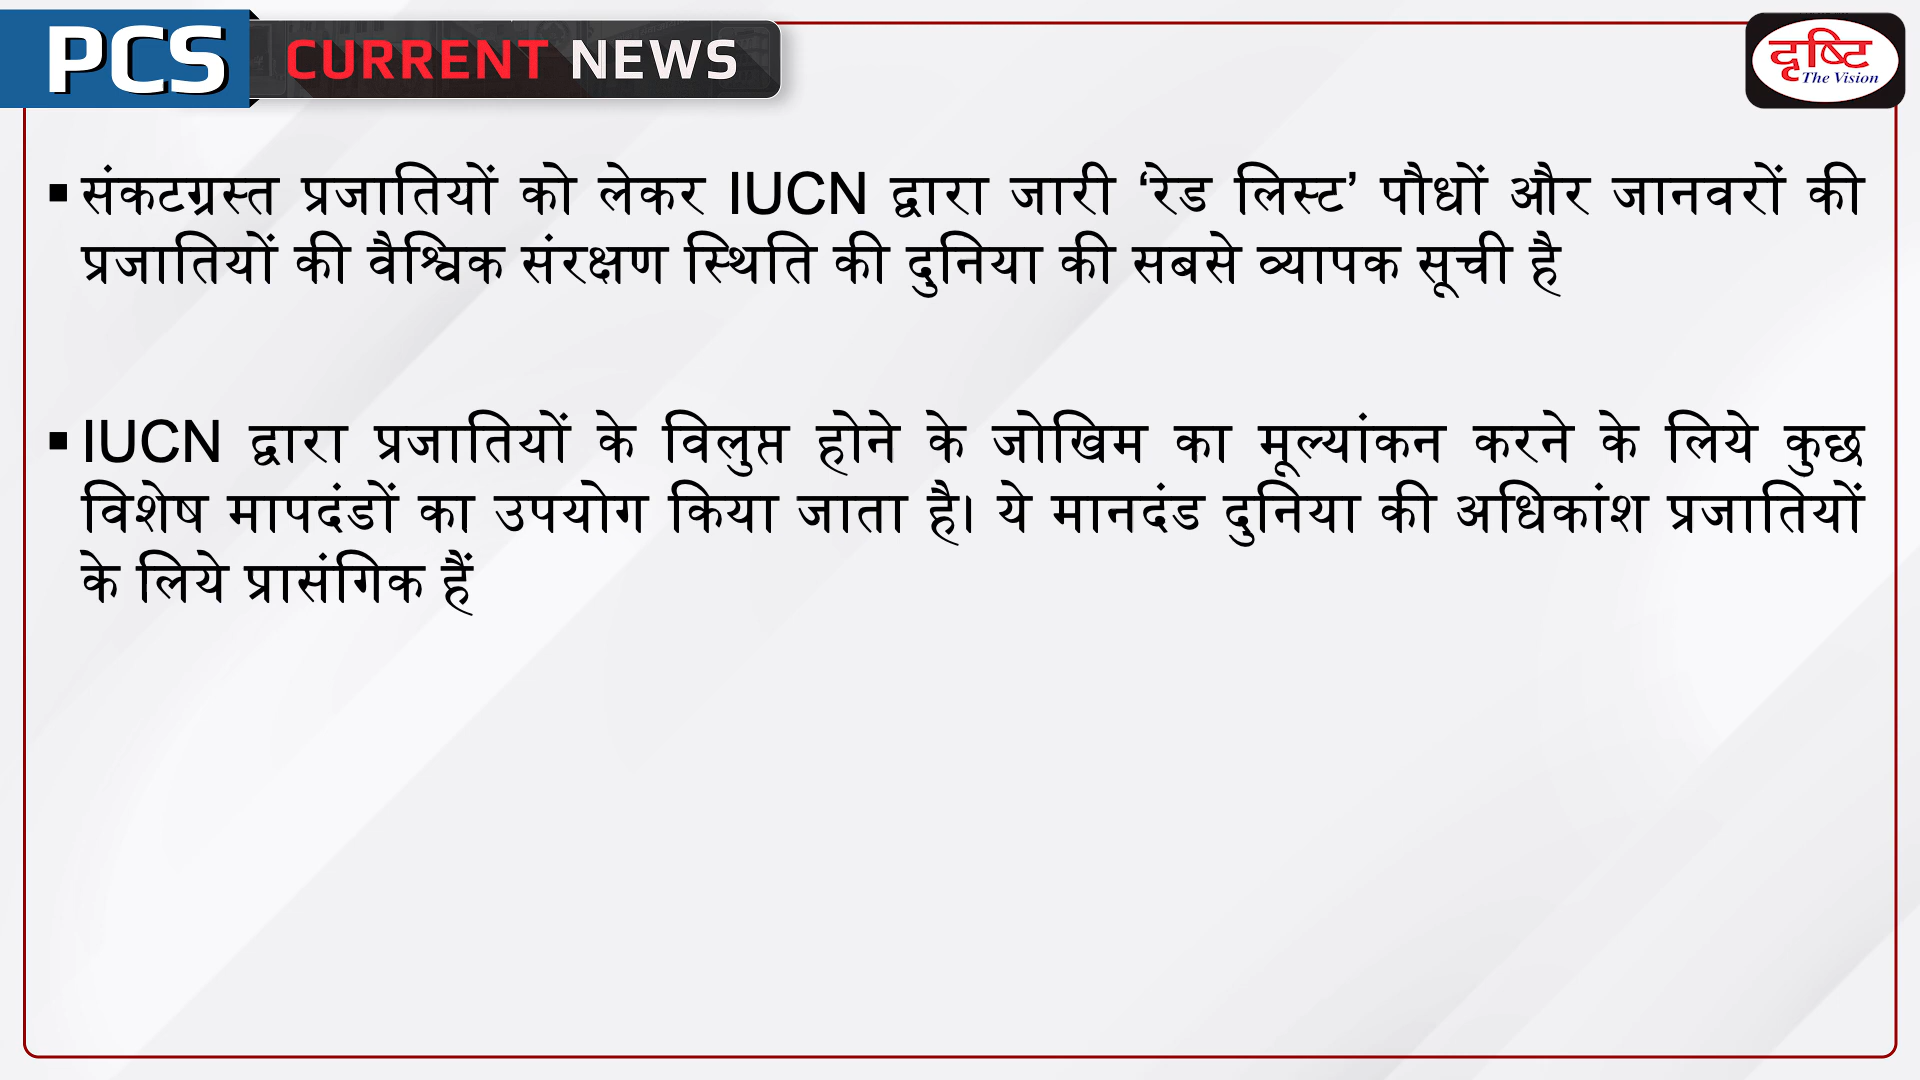 PCS CURRENT NEWS
दृष्टि
The Vision
▪ संकटग्रस्त प्रजातियों को लेकर IUCN द्वारा जारी ‘रेड लिस्ट’ पौधों और जानवरों की
प्रजातियों की वैश्विक संरक्षण स्थिति की दुनिया की सबसे व्यापक सूची है
▪ IUCN द्वारा प्रजातियों के विलुप्त होने के जोखिम का मूल्यांकन करने के लिये कुछ
विशेष मापदंडों का उपयोग किया जाता है। ये मानदंड दुनिया की अधिकांश प्रजातियों
के लिये प्रासंगिक हैं